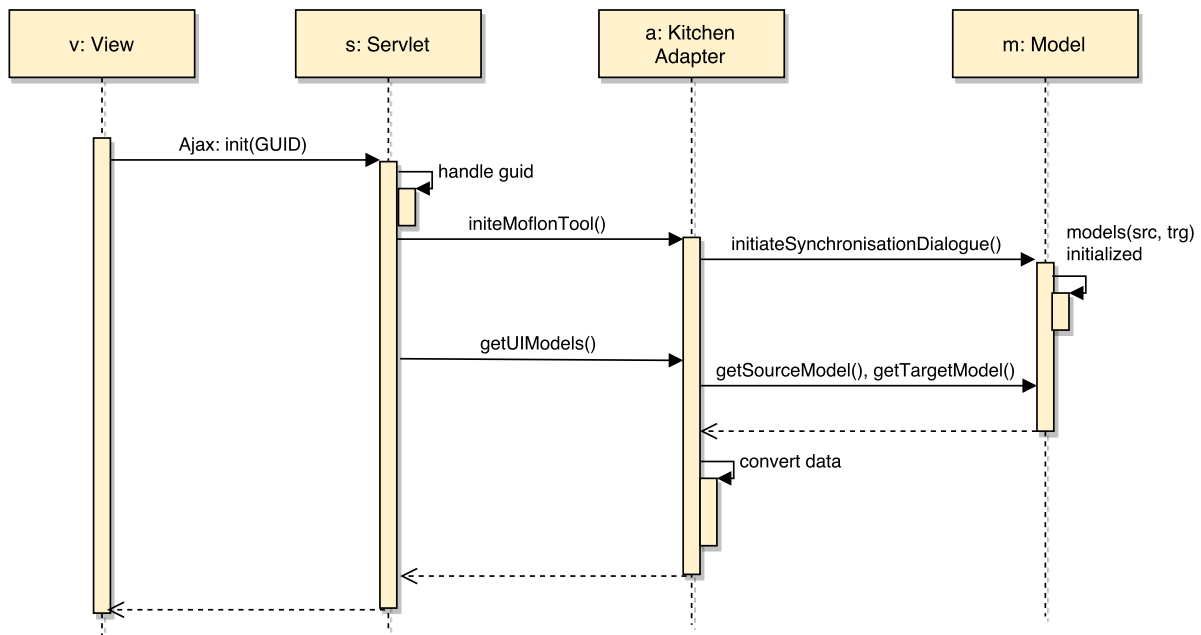 v: View
s: Servlet
a: Kitchen
Adapter
m: Model
Ajax: init(GUID)
handle guid
initeMoflonTool()
initiateSynchronisationDialogue()
models(src, trg)
initialized
getUIModels()
getSourceModel(), getTargetModel()
convert data